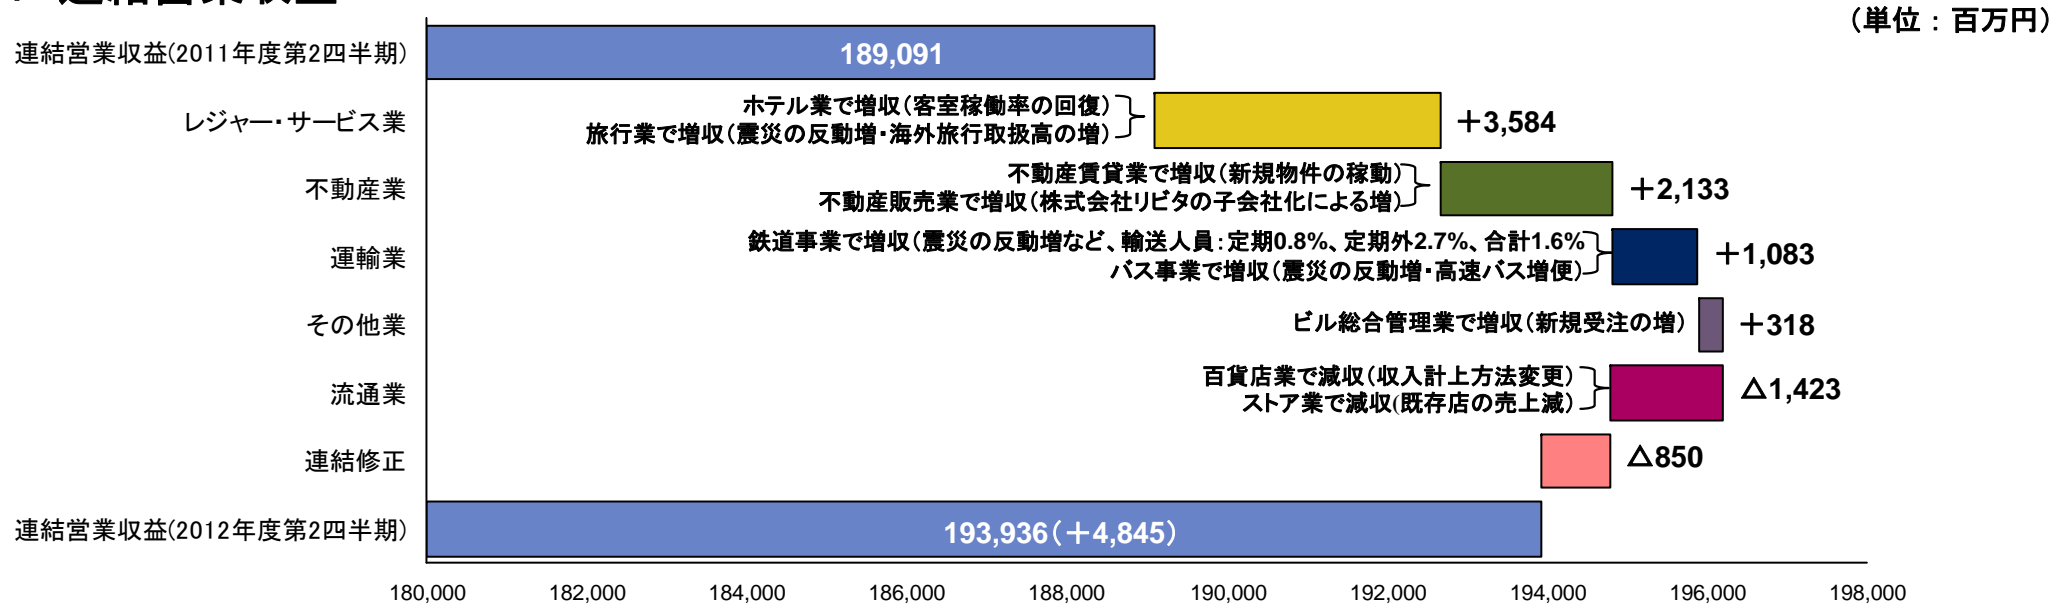 (単位：百万円)
連結営業収益(2011年度第2四半期)
189,091
レジャー・サービス業
ホテル業で増収(客室稼働率の回復)
旅行業で増収(震災の反動増・海外旅行取扱高の増)
＋3,584
不動産業
不動産賃貸業で増収(新規物件の稼動)
不動産販売業で増収(株式会社リビタの子会社化による増)
＋2,133
運輸業
鉄道事業で増収(震災の反動増など、輸送人員：定期0.8%、定期外2.7%、合計1.6%
バス事業で増収(震災の反動増・高速バス増便)
＋1,083
その他業
ビル総合管理業で増収(新規受注の増)
＋318
流通業
百貨店業で減収(収入計上方法変更)
ストア業で減収(既存店の売上減)
△1,423
連結修正
△850
連結営業収益(2012年度第2四半期)
193,936(＋4,845)
180,000 182,000 184,000 186,000 188,000 190,000 192,000 194,000 196,000 198,000